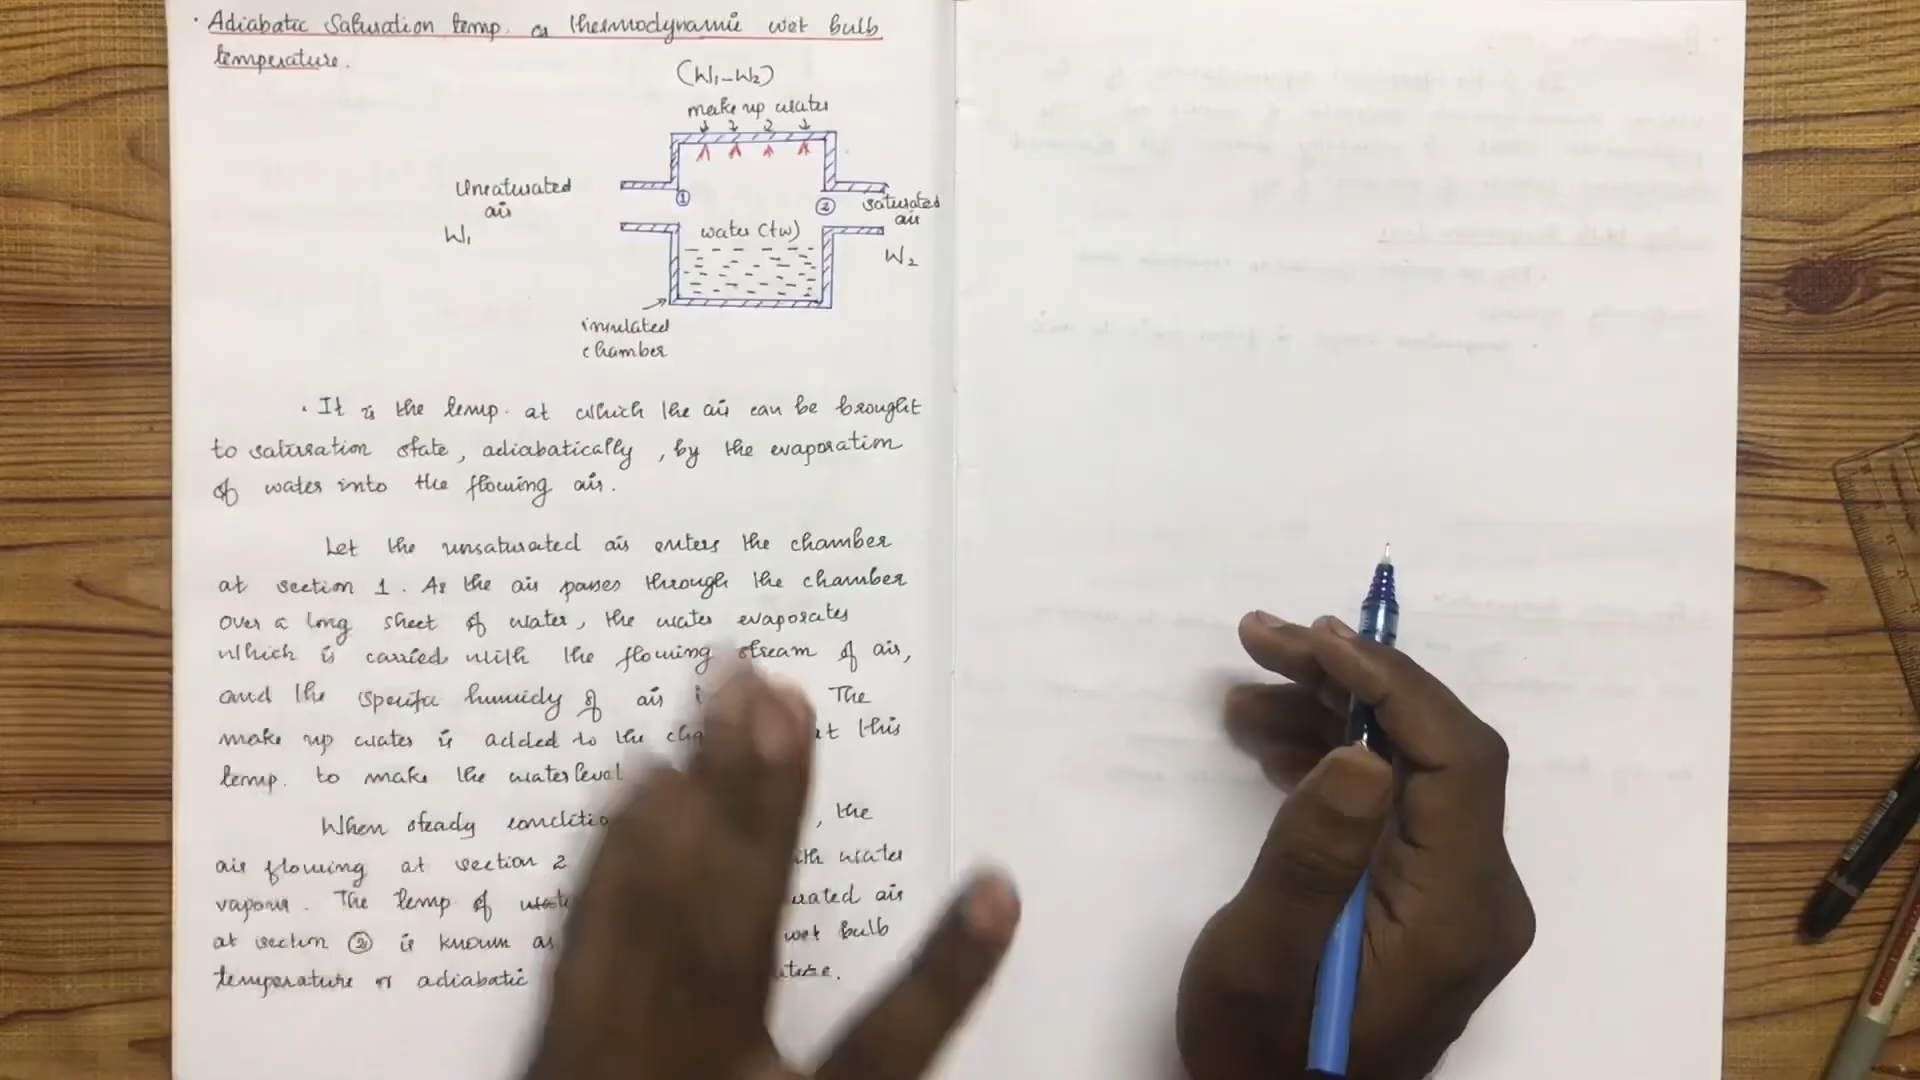 · Adiabatic Saturation temp. or thermodynamic wet bulb
temperature.
(W₁-W₂)
make up water
Unsaturated
air
W₁
①
②
saturated
air
W₂
water (tw)
insulated
chamber
· It is the temp. at which the air can be brought
to saturation state, adiabatically, by the evaporation
of water into the flowing air.
Let the unsaturated air enters the chamber
at section 1. As the air passes through the chamber
over a long sheet of water, the water evaporates
which is carried with the flowing stream of air,
and the specific humidy of air The
make up water is added to the at this
temp. to make the water level
When steady , the
air flowing at section 2 water
vapour. The temp of air
at section ② is known as wet bulb
temperature or adiabatic